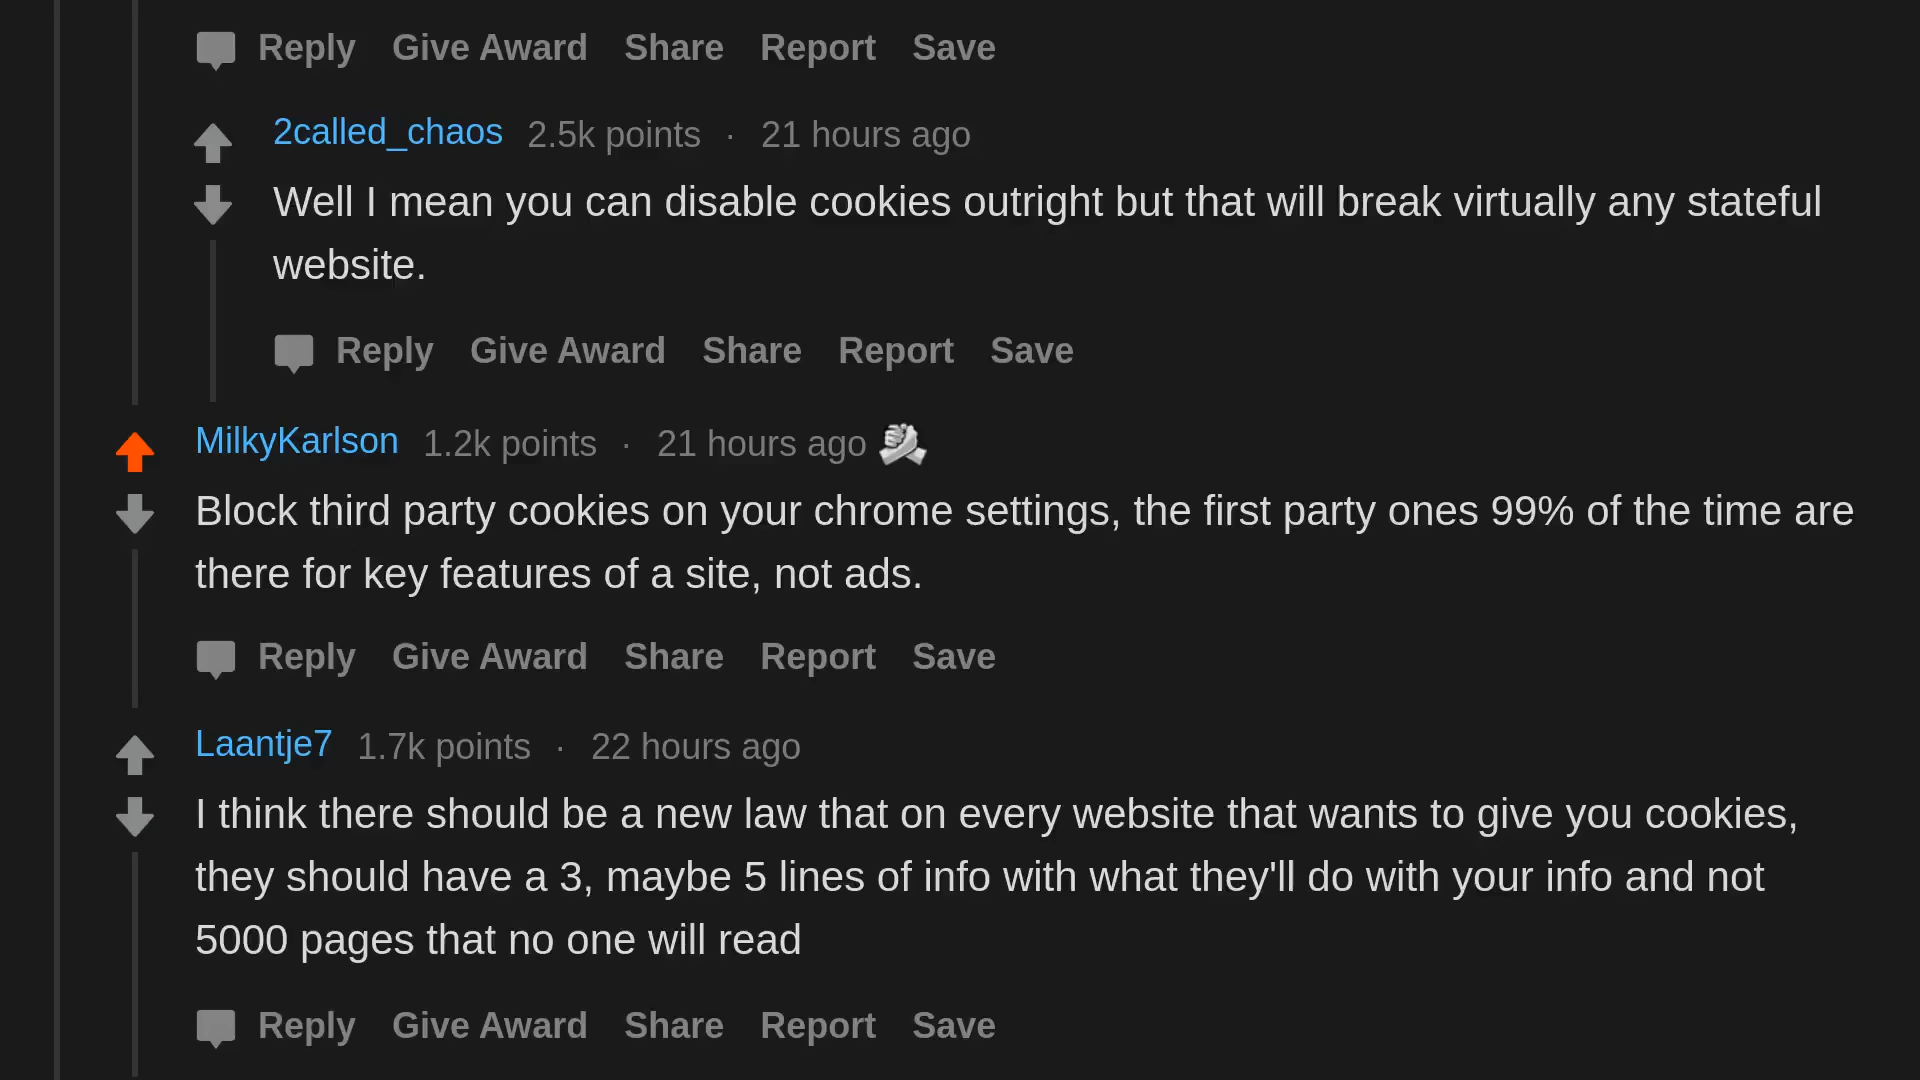 Reply Give Award Share Report Save
2called_chaos 2.5k points · 21 hours ago
Well I mean you can disable cookies outright but that will break virtually any stateful
website.
Reply Give Award Share Report Save
MilkyKarlson 1.2k points · 21 hours ago
Block third party cookies on your chrome settings, the first party ones 99% of the time are
there for key features of a site, not ads.
Reply Give Award Share Report Save
Laantje7 1.7k points · 22 hours ago
I think there should be a new law that on every website that wants to give you cookies,
they should have a 3, maybe 5 lines of info with what they'll do with your info and not
5000 pages that no one will read
Reply Give Award Share Report Save